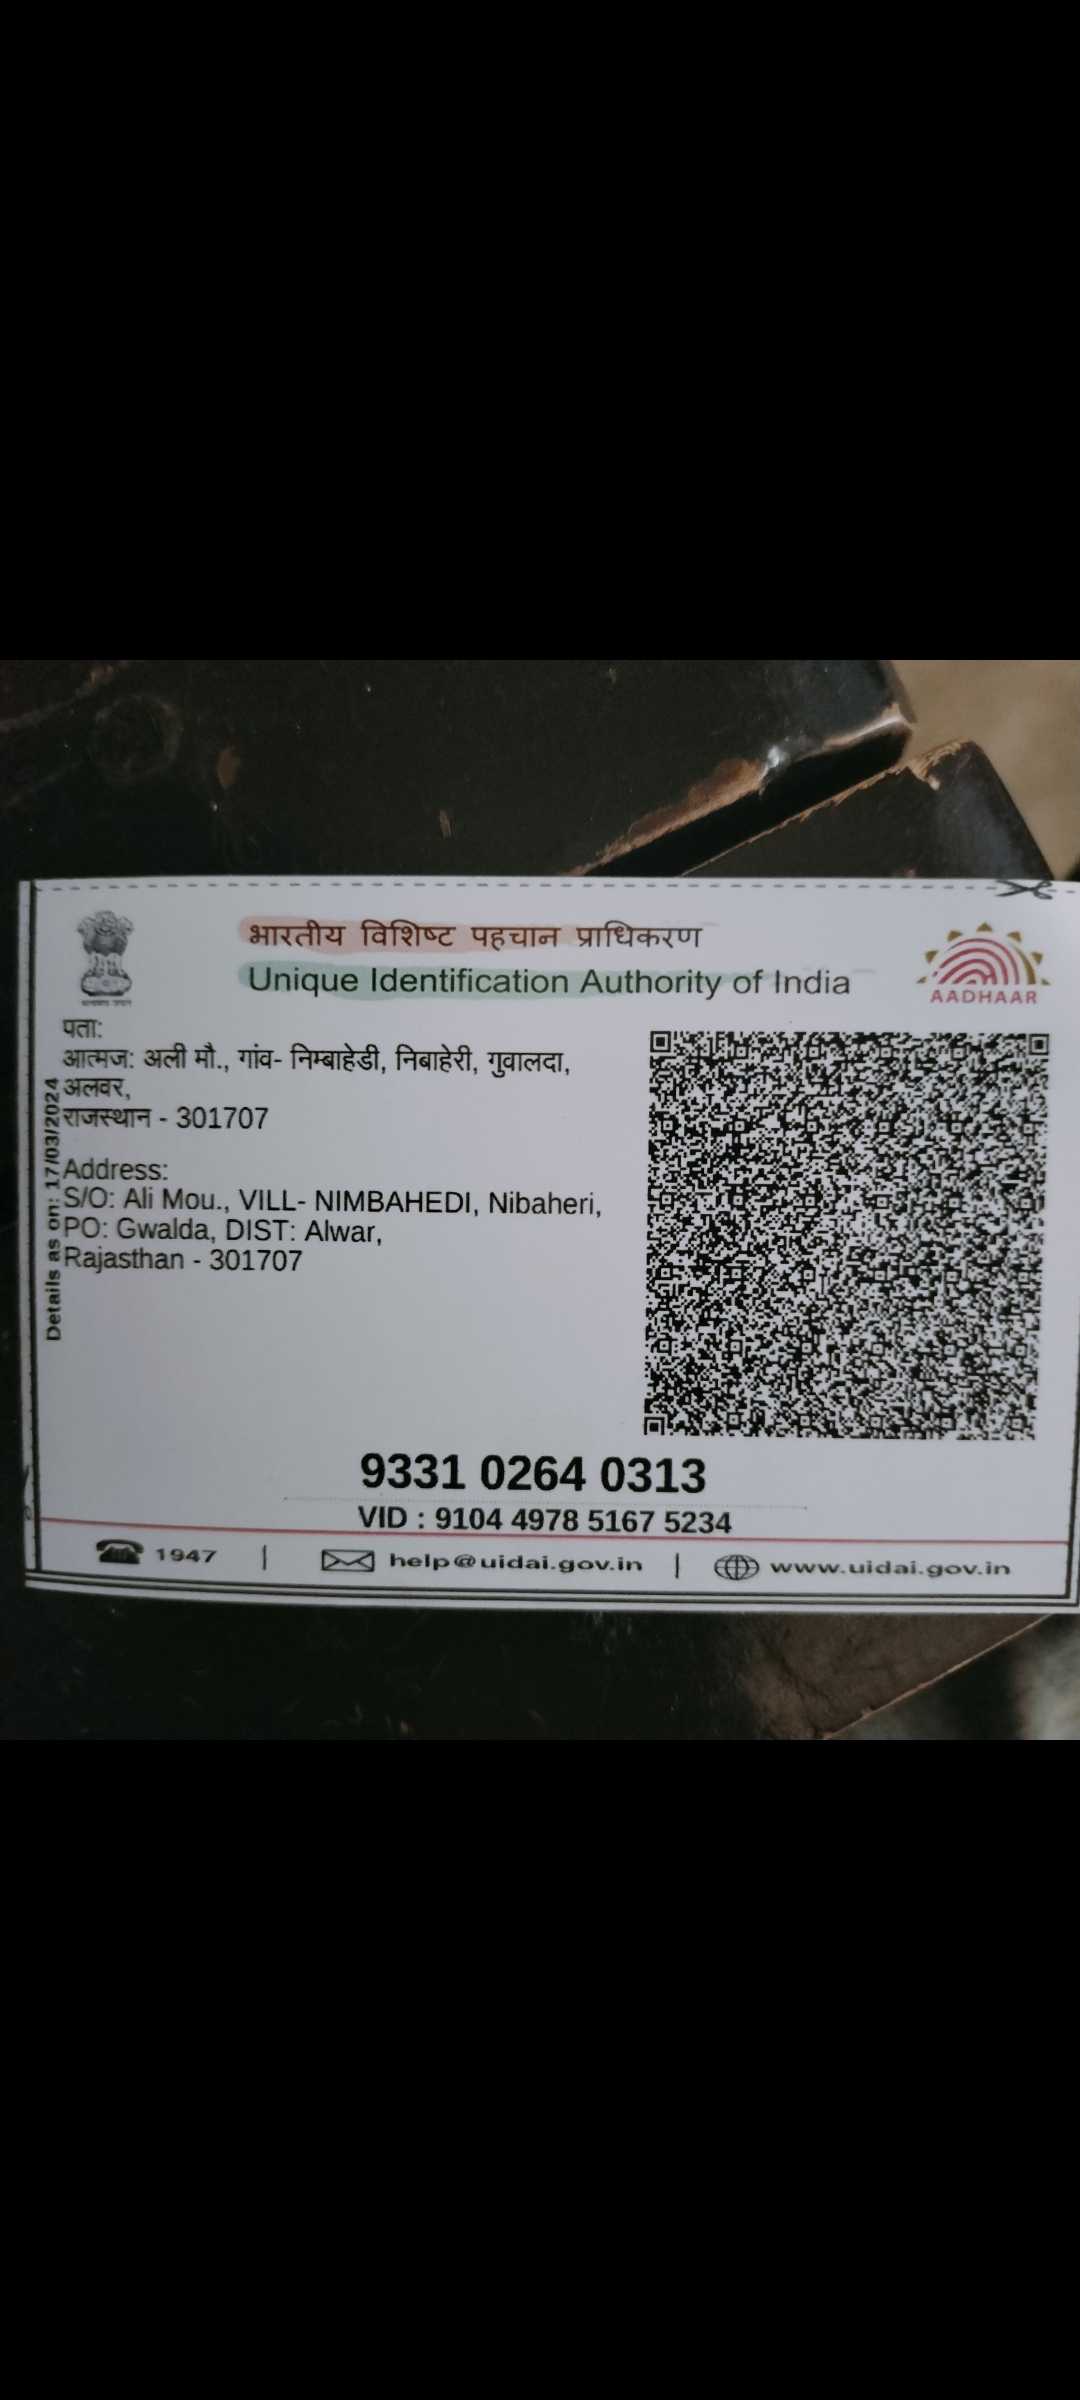 भारतीय विशिष्ट पहचान प्राधिकरण
Unique Identification Authority of India
AADHAAR
पता:
आत्मज: अली मौ., गांव- निम्बाहेडी, निबाहेरी, गुवालदा,
अलवर,
राजस्थान - 301707
Address:
S/O: Ali Mou., VILL- NIMBAHEDI, Nibaheri,
PO: Gwalda, DIST: Alwar,
Rajasthan - 301707
Details as on: 17/03/2024
9331 0264 0313
VID : 9104 4978 5167 5234
1947 | help@uidai.gov.in | www.uidai.gov.in